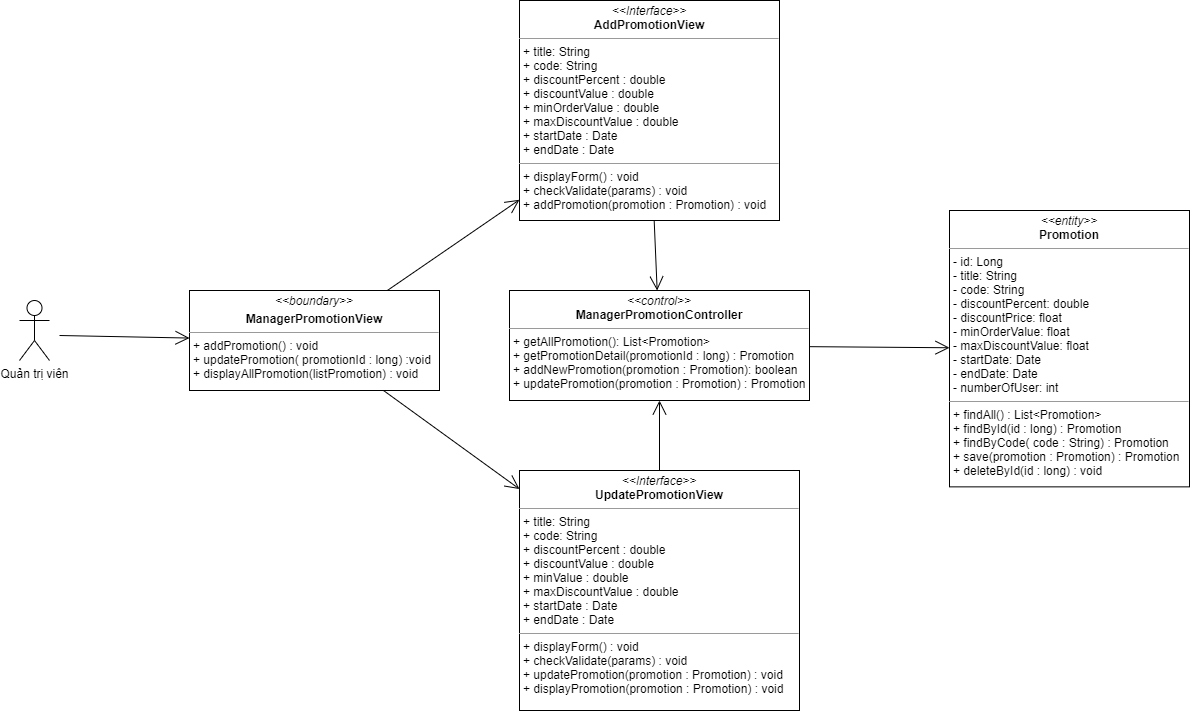 <<Interface>>
AddPromotionView
+ title: String
+ code: String
+ discountPercent : double
+ discountValue : double
+ minOrderValue : double
+ maxDiscountValue : double
+ startDate : Date
+ endDate : Date
+ displayForm() : void
+ checkValidate(params) : void
+ addPromotion(promotion : Promotion) : void
Quản trị viên
<<boundary>>
ManagerPromotionView
+ addPromotion() : void
+ updatePromotion( promotionId : long) :void
+ displayAllPromotion(listPromotion) : void
<<control>>
ManagerPromotionController
+ getAllPromotion(): List<Promotion>
+ getPromotionDetail(promotionId : long) : Promotion
+ addNewPromotion(promotion : Promotion): boolean
+ updatePromotion(promotion : Promotion) : Promotion
<<entity>>
Promotion
- id: Long
- title: String
- code: String
- discountPercent: double
- discountPrice: float
- minOrderValue: float
- maxDiscountValue: float
- startDate: Date
- endDate: Date
- numberOfUser: int
+ findAll() : List<Promotion>
+ findById(id : long) : Promotion
+ findByCode( code : String) : Promotion
+ save(promotion : Promotion) : Promotion
+ deleteById(id : long) : void
<<Interface>>
UpdatePromotionView
+ title: String
+ code: String
+ discountPercent : double
+ discountValue : double
+ minValue : double
+ maxDiscountValue : double
+ startDate : Date
+ endDate : Date
+ displayForm() : void
+ checkValidate(params) : void
+ updatePromotion(promotion : Promotion) : void
+ displayPromotion(promotion : Promotion) : void